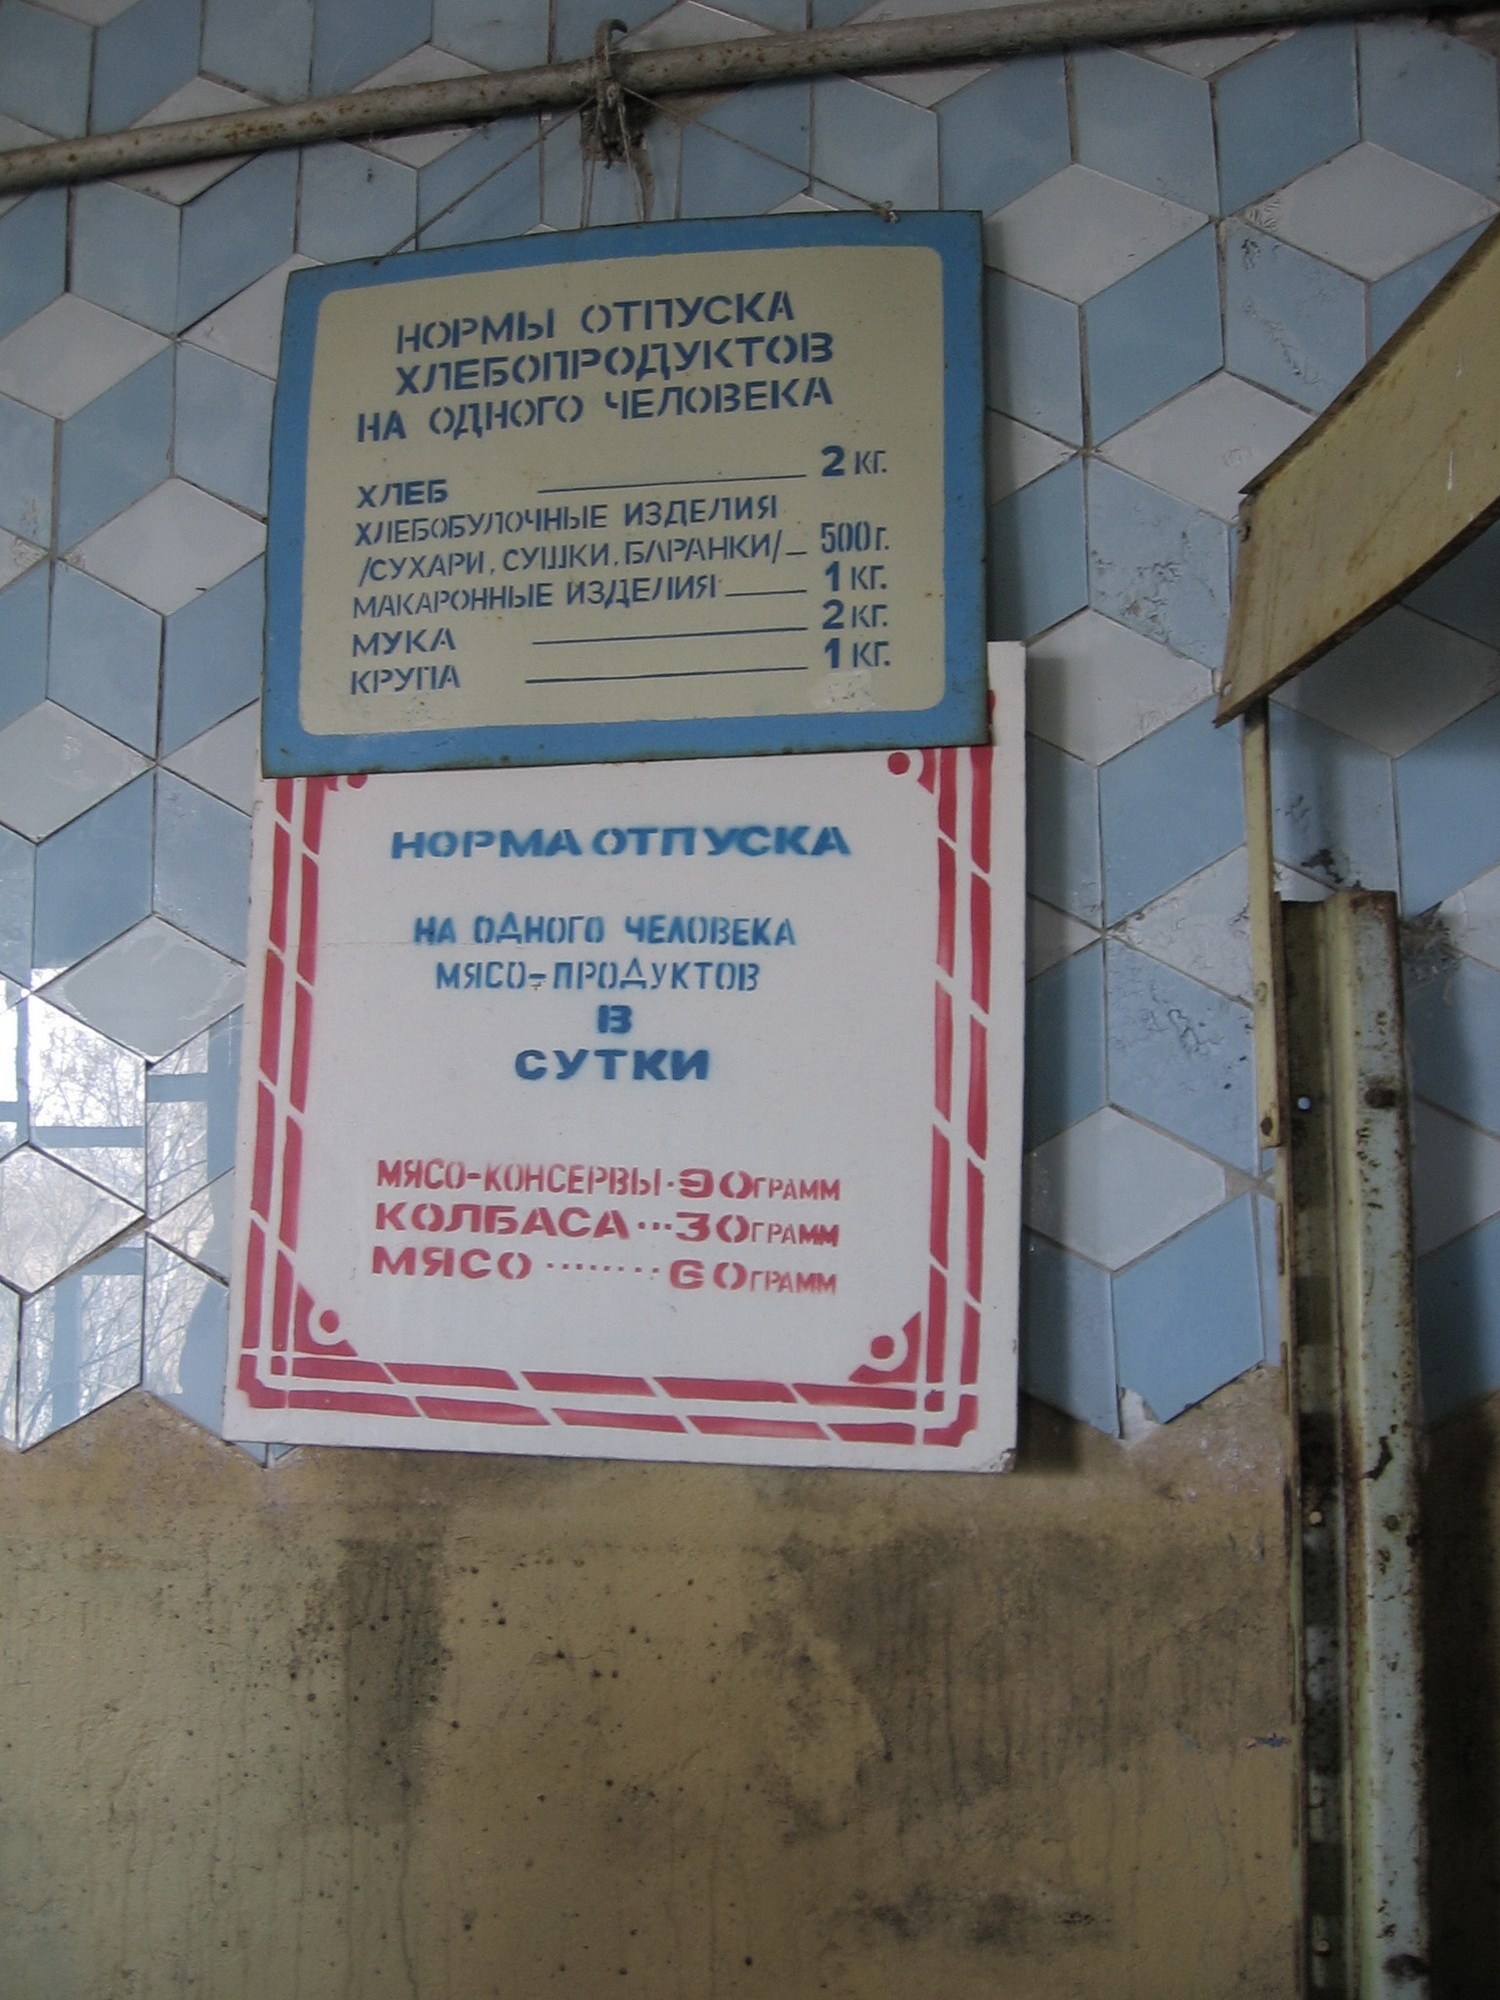 НОРМЫ ОТПУСКА
ХЛЕБОПРОДУКТОВ
НА ОДНОГО ЧЕЛОВЕКА
ХЛЕБ 2 КГ.
ХЛЕБОБУЛОЧНЫЕ ИЗДЕЛИЯ
/СУХАРИ, СУШКИ, БАРАНКИ/ 500 Г.
МАКАРОННЫЕ ИЗДЕЛИЯ 1 КГ.
МУКА 2 КГ.
КРУПА 1 КГ.
НОРМА ОТПУСКА
НА ОДНОГО ЧЕЛОВЕКА
МЯСО-ПРОДУКТОВ
В
СУТКИ
МЯСО-КОНСЕРВЫ·90 ГРАММ
КОЛБАСА···30 ГРАММ
МЯСО········60 ГРАММ